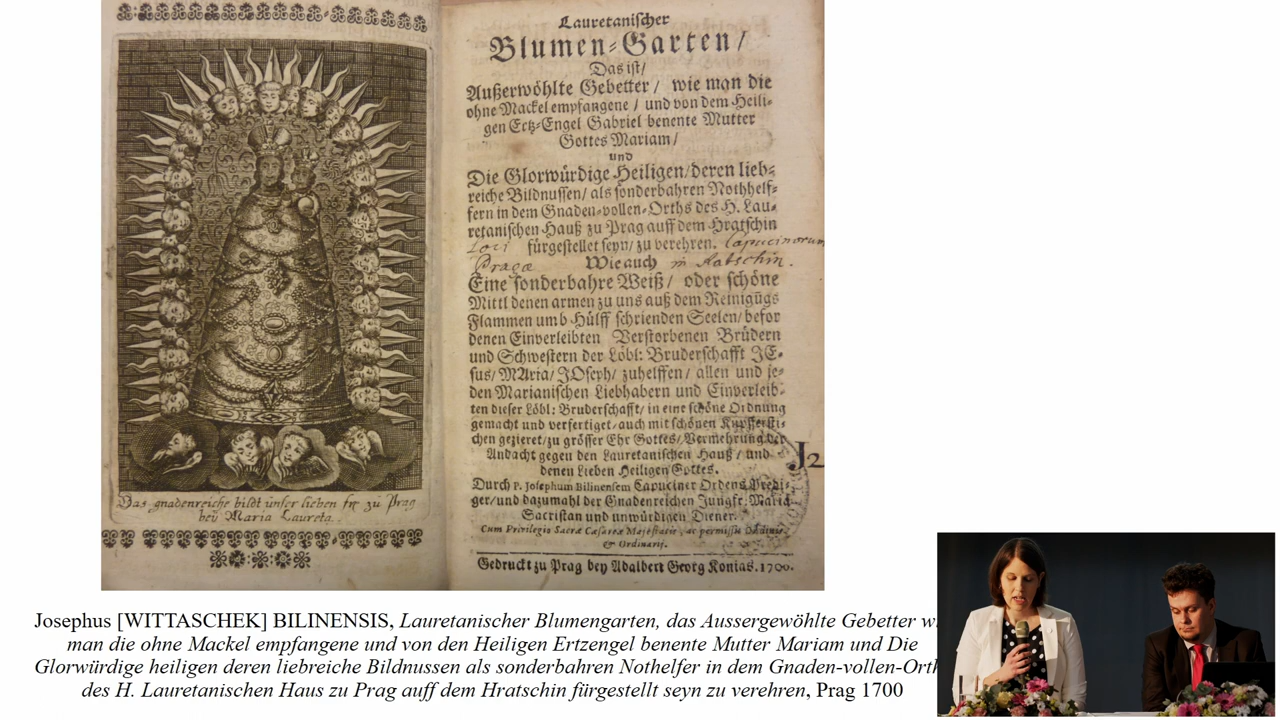 Das gnadenreiche bildt unser lieben fr: zu Prag
bey Maria Laureta.
Lauretanischer
Blumen-Garten/
Das ist/
Außerwöhlte Gebetter / wie man die
ohne Mackel empfangene / und von dem Heili-
gen Ertz-Engel Gabriel benente Mutter
Gottes Mariam/
und
Die Glorwürdige Heiligen/deren lieb-
reiche Bildnussen/ als sonderbahren Nothhelf-
fern in dem Gnaden-vollen-Orths des H. Lau-
retanischen Hauß zu Prag auff dem Hratschin
Loci fürgestellet seyn/ zu verehren. Capucinorum
Pragæ Wie auch in Ratschin.
Eine sonderbahre Weiß/ oder schöne
Mittl denen armen zu uns auß dem Reinigūgs
Flammen umb Hülff schrienden Seelen/ befor
denen Einverleibten Verstorbenen Brüdern
und Schwestern der Löbl: Bruderschafft JE-
sus/ MAria/ JOseph/ zuhelffen/ allen und je-
den Marianischen Liebhabern und Einverleib-
ten dieser Löbl: Bruderschafft/ in eine schöne Ordnung
gemacht und verfertiget/auch mit schönen Kupfferstü-
chen gezieret/zu grösser Ehr Gottes/ Vermehrung der
Andacht gegen den Lauretanischen Hauß/ und
denen Lieben Heiligen Gottes.
J2
Durch P. Josephum Bilinensem Capuciner Ordens Predi-
ger/und dazumahl der Gnadenreichen Jungfr. Maria
Sacristan und unwürdigen Diener.
Cum Privilegio Sacræ Cæsareæ Majestatis, ac permissu
& Ordinarij.
Gedruckt zu Prag bey Adalbert Georg Konias. 1700.
Josephus [WITTASCHEK] BILINENSIS, Lauretanischer Blumengarten, das Aussergewöhlte Gebetter w
man die ohne Mackel empfangene und von den Heiligen Ertzengel benente Mutter Mariam und Die
Glorwürdige heiligen deren liebreiche Bildnussen als sonderbahren Nothelfer in dem Gnaden-vollen-Orth
des H. Lauretanischen Haus zu Prag auff dem Hratschin fürgestellt seyn zu verehren, Prag 1700